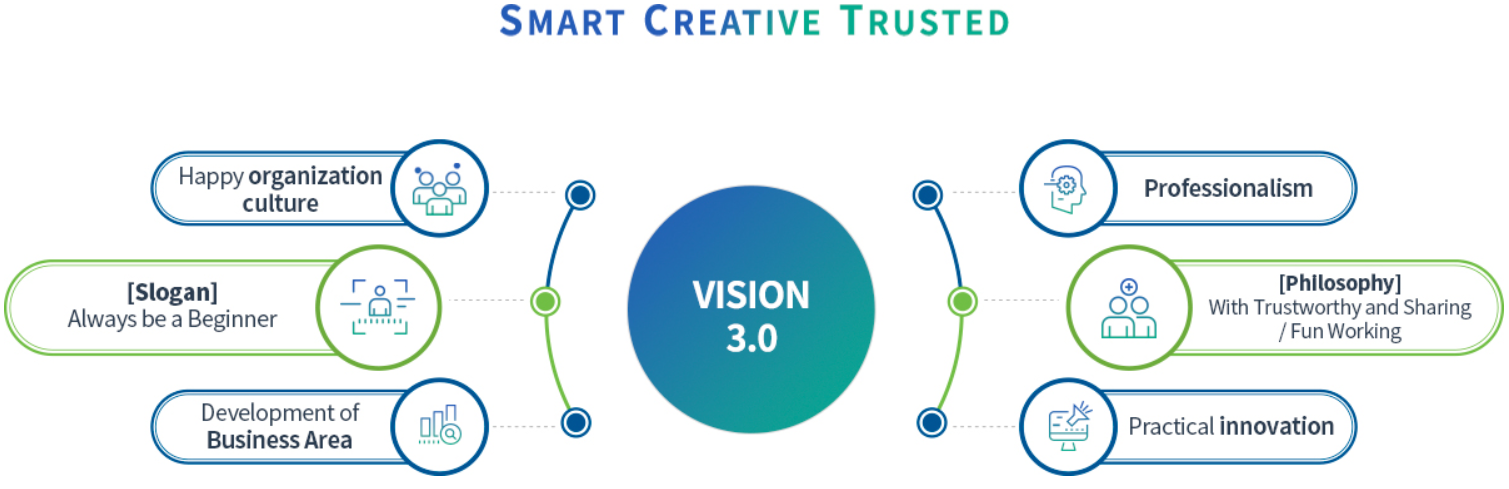 SMART CREATIVE TRUSTED
Happy organization
culture
[Slogan]
Always be a Beginner
Development of
Business Area
VISION
3.0
Professionalism
[Philosophy]
With Trustworthy and Sharing
/ Fun Working
Practical innovation